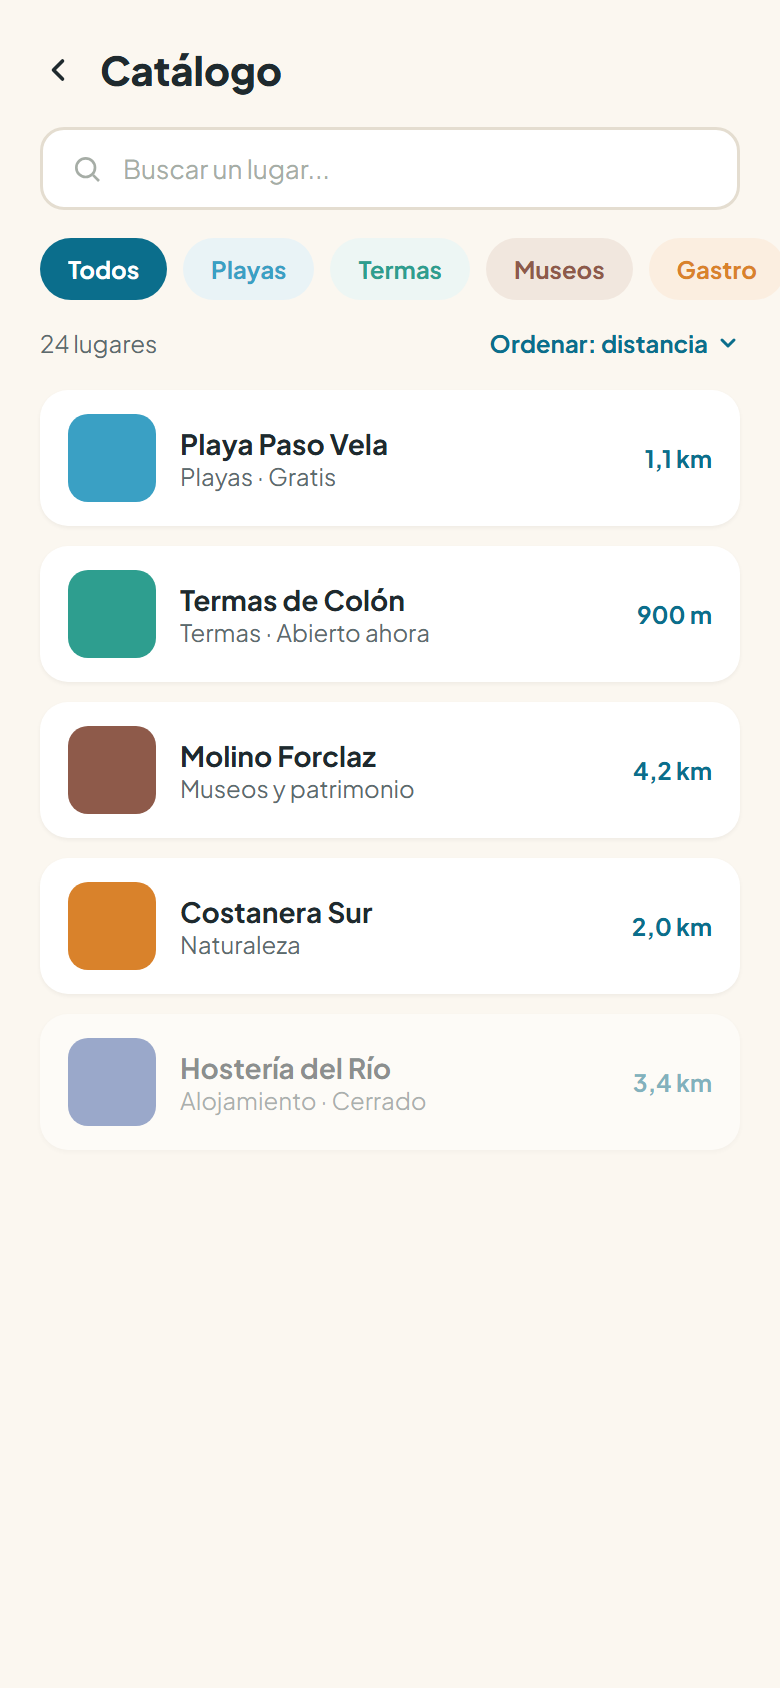 Catálogo
Buscar un lugar...
Todos Playas Termas Museos Gastro
24 lugares Ordenar: distancia
Playa Paso Vela
Playas · Gratis
1,1 km
Termas de Colón
Termas · Abierto ahora
900 m
Molino Forclaz
Museos y patrimonio
4,2 km
Costanera Sur
Naturaleza
2,0 km
Hostería del Río
Alojamiento · Cerrado
3,4 km